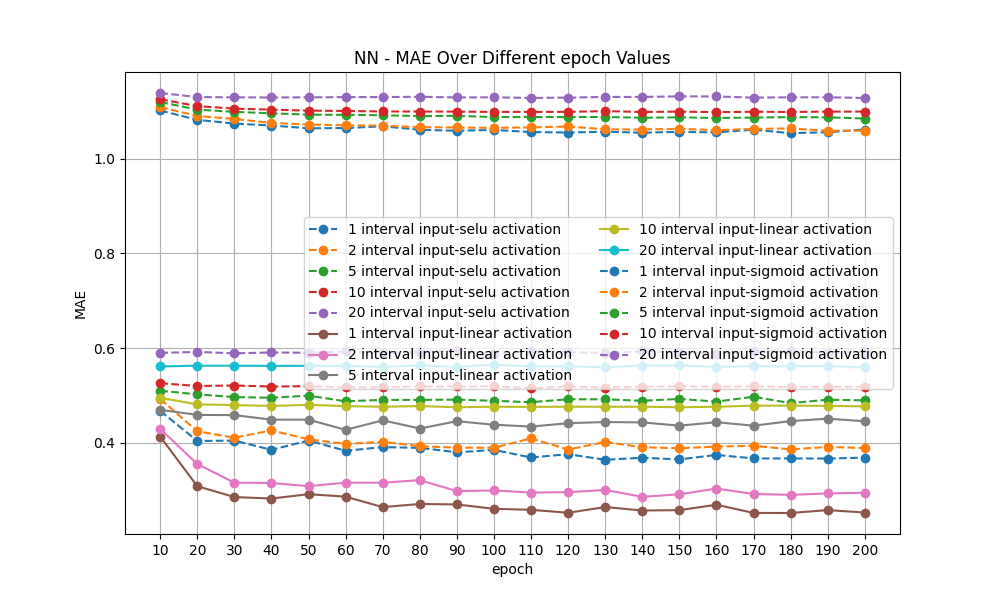 NN - MAE Over Different epoch Values
MAE
1.0
0.8
0.6
0.4
1 interval input-selu activation
2 interval input-selu activation
5 interval input-selu activation
10 interval input-selu activation
20 interval input-selu activation
1 interval input-linear activation
2 interval input-linear activation
5 interval input-linear activation
10 interval input-linear activation
20 interval input-linear activation
1 interval input-sigmoid activation
2 interval input-sigmoid activation
5 interval input-sigmoid activation
10 interval input-sigmoid activation
20 interval input-sigmoid activation
10 20 30 40 50 60 70 80 90 100 110 120 130 140 150 160 170 180 190 200
epoch